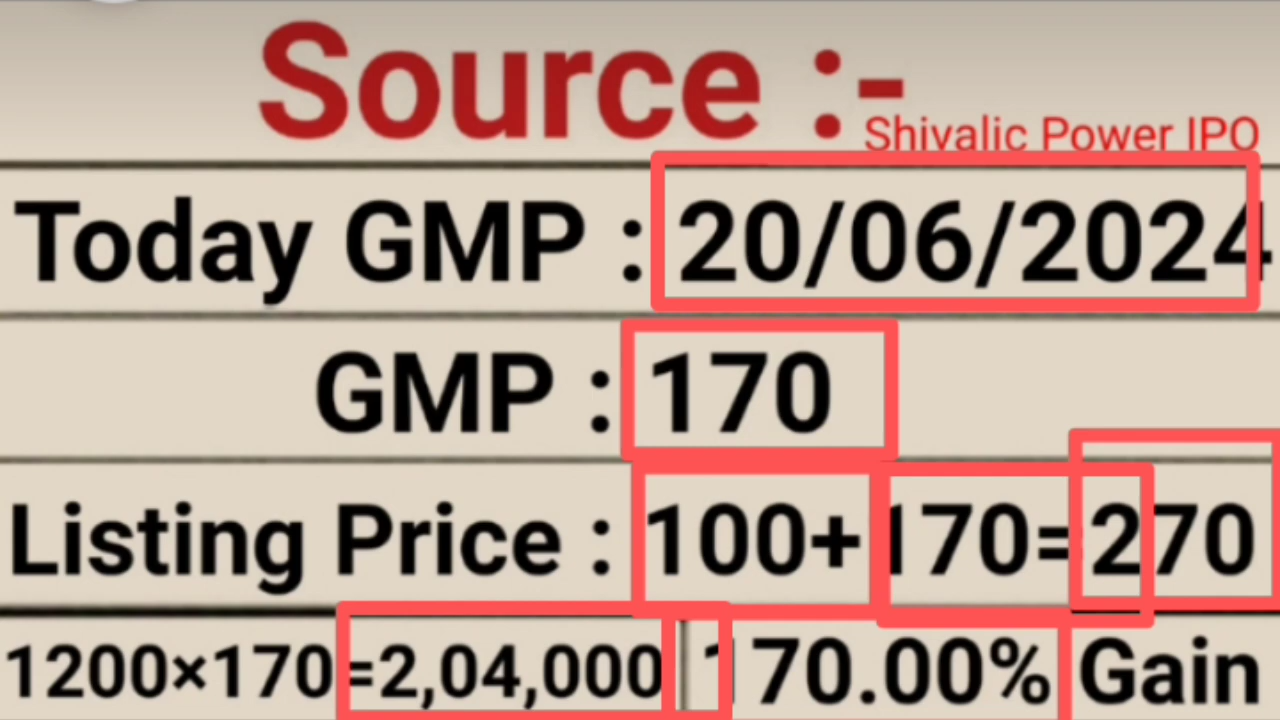 Source :-
Shivalic Power IPO
Today GMP : 20/06/2024
GMP : 170
Listing Price : 100+170=270
1200×170=2,04,000 170.00% Gain